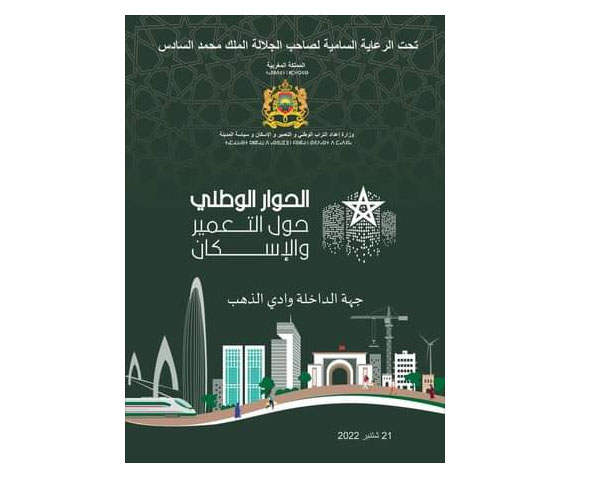 تحت الرعاية السامية لصاحب الجلالة الملك محمد السادس
المملكة المغربية
وزارة إعداد التراب الوطني و التعمير و الإسكان و سياسة المدينة
الحوار الوطني
حول التعمير
والإسكان
جهة الداخلة وادي الذهب
21 شتنبر 2022